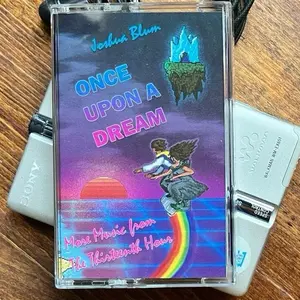 Joshua Blum
ONCE
UPON A
DREAM
More Music from
The Thirteenth Hour
SONY